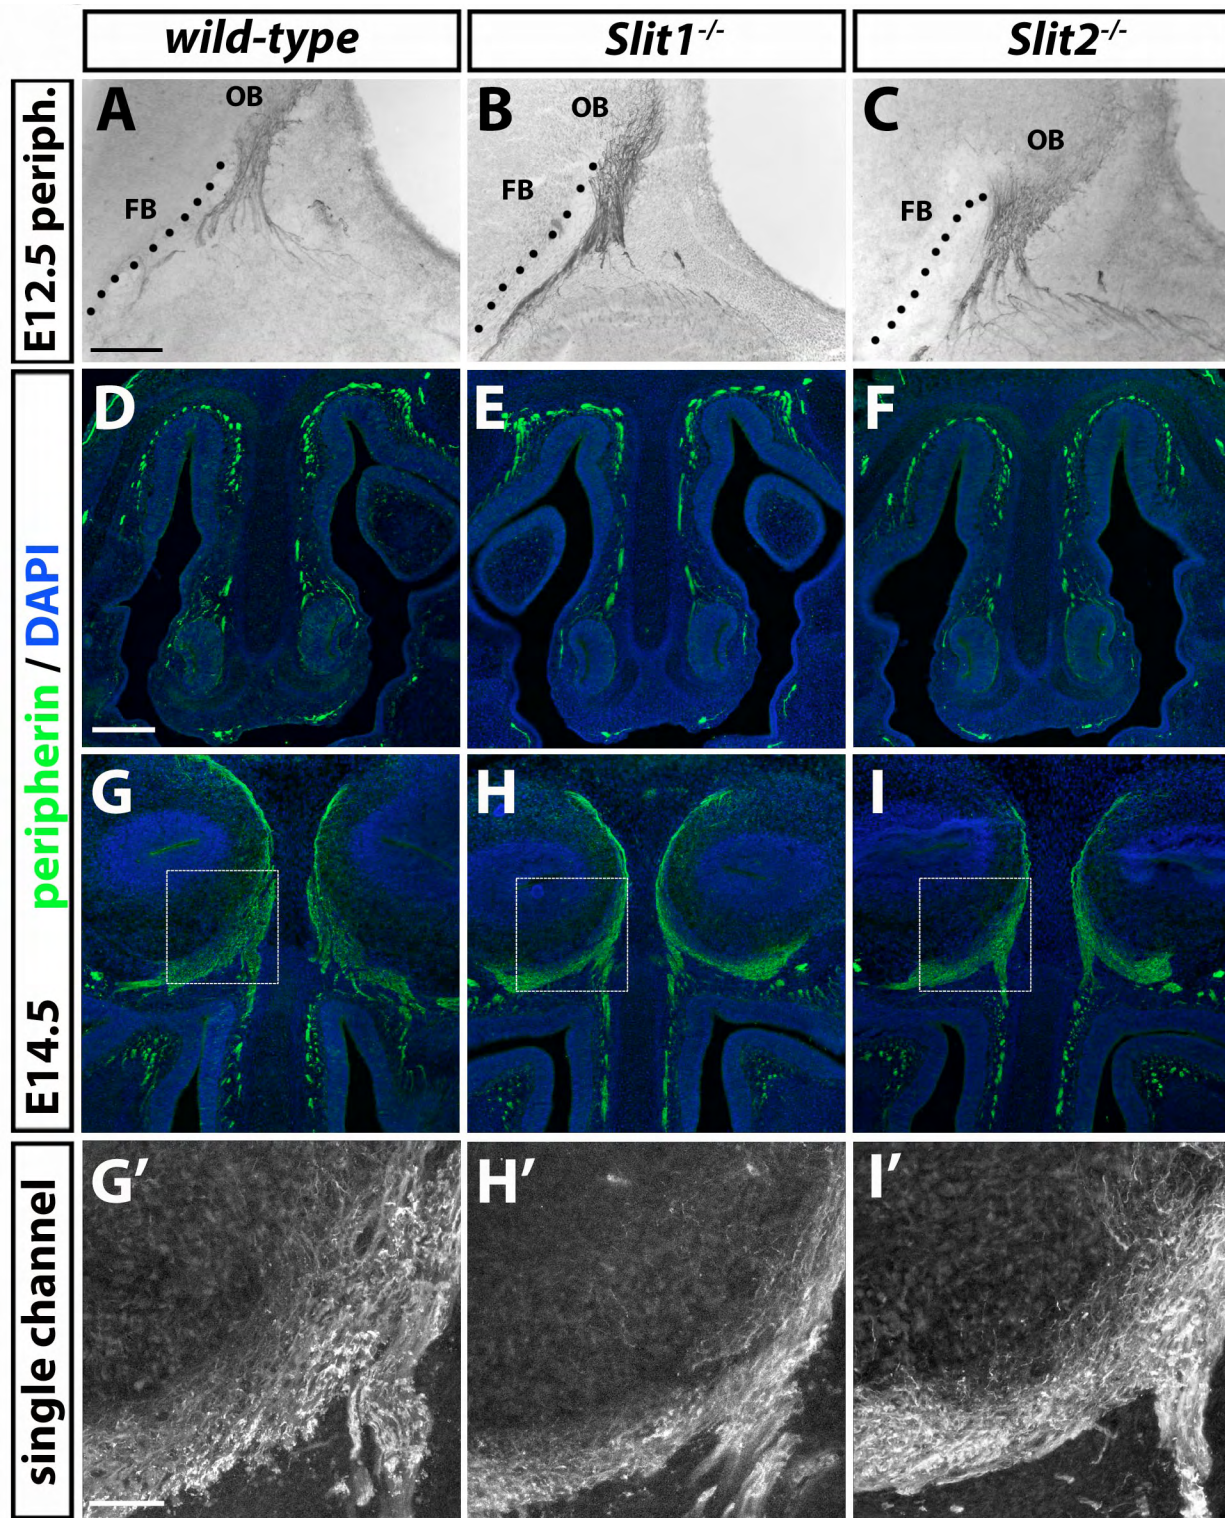 wild-type
Slit1-/-
Slit2-/-
E12.5 periph.
A
OB
FB
B
OB
FB
C
OB
FB
E14.5 peripherin / DAPI
D
E
F
G
H
I
single channel
G′
H′
I′